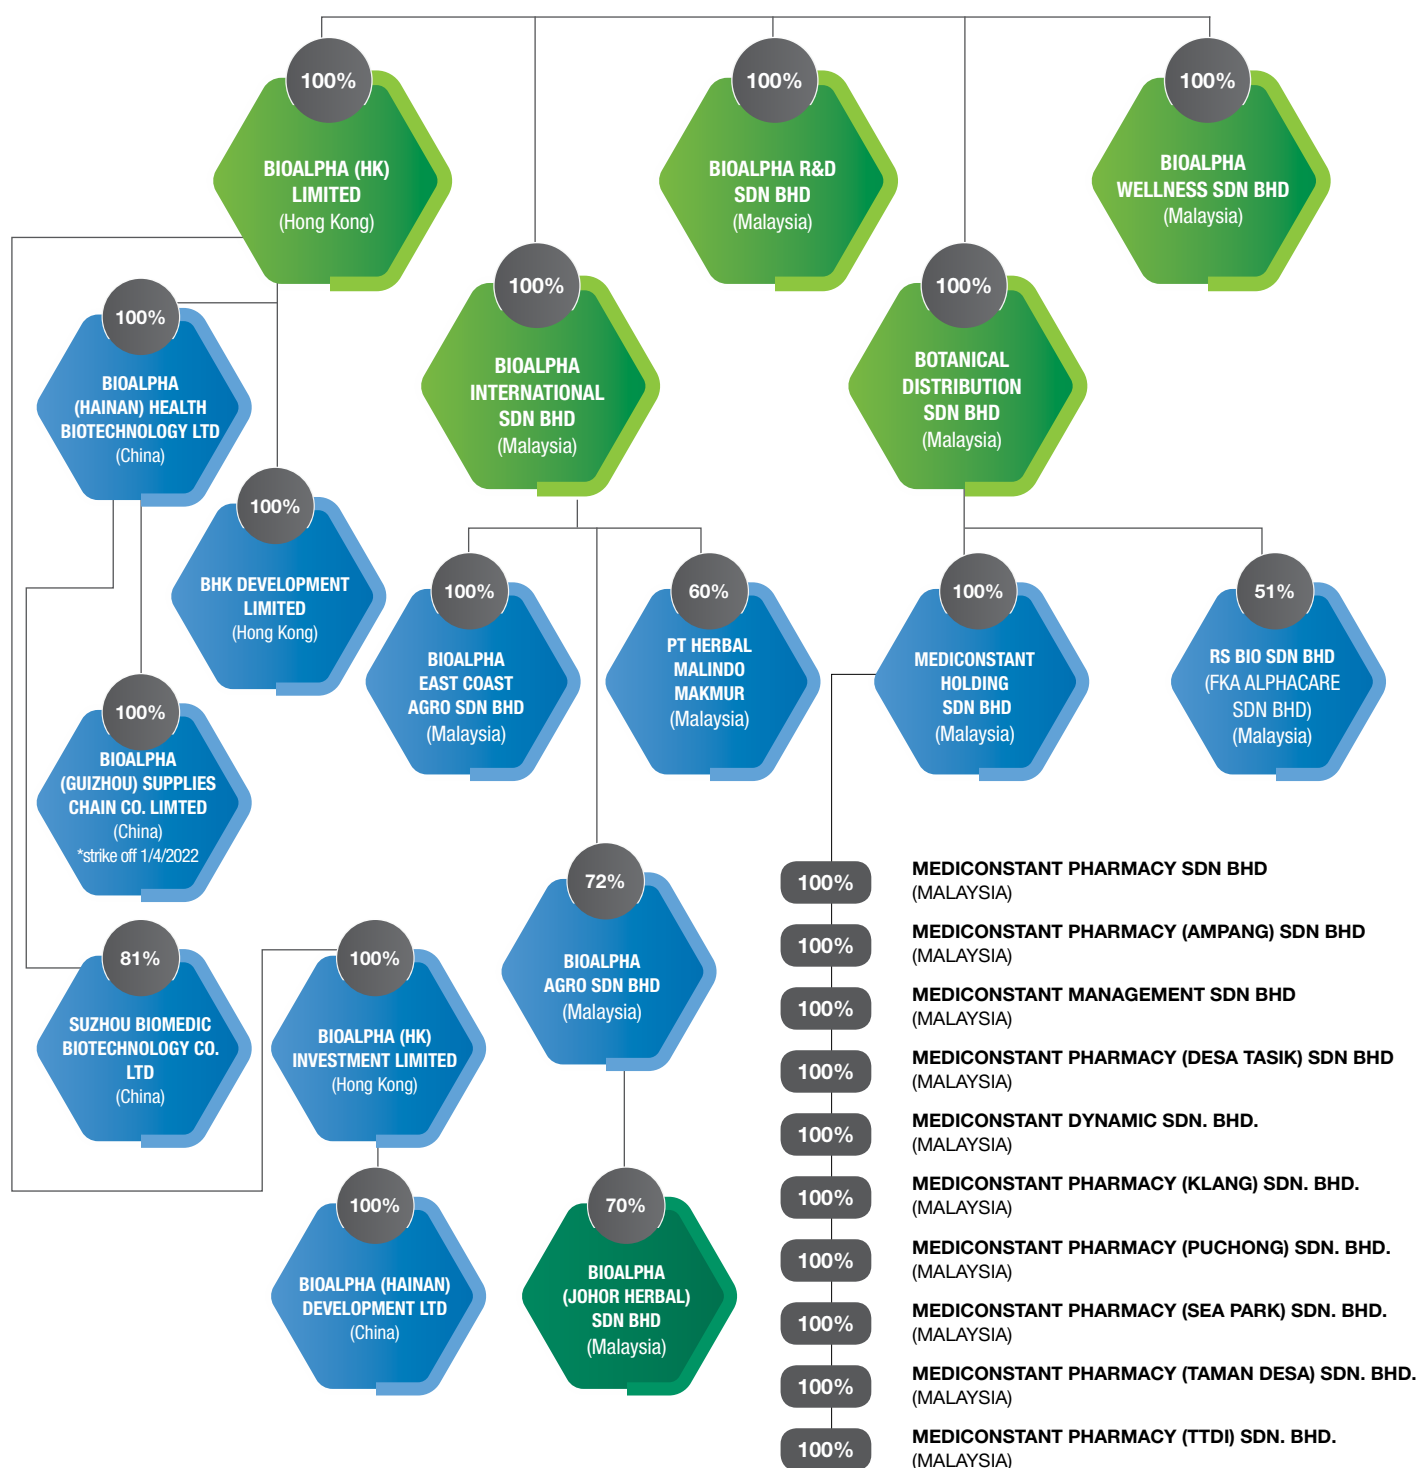 100%
BIOALPHA (HK)
LIMITED
(Hong Kong)
100%
BIOALPHA R&D
SDN BHD
(Malaysia)
100%
BIOALPHA
WELLNESS SDN BHD
(Malaysia)
100%
BIOALPHA
INTERNATIONAL
SDN BHD
(Malaysia)
100%
BOTANICAL
DISTRIBUTION
SDN BHD
(Malaysia)
100%
BIOALPHA
(HAINAN) HEALTH
BIOTECHNOLOGY LTD
(China)
100%
BHK DEVELOPMENT
LIMITED
(Hong Kong)
100%
BIOALPHA
EAST COAST
AGRO SDN BHD
(Malaysia)
60%
PT HERBAL
MALINDO
MAKMUR
(Malaysia)
100%
MEDICONSTANT
HOLDING
SDN BHD
(Malaysia)
51%
RS BIO SDN BHD
(FKA ALPHACARE
SDN BHD)
(Malaysia)
100%
BIOALPHA
(GUIZHOU) SUPPLIES
CHAIN CO. LIMTED
(China)
*strike off 1/4/2022
72%
BIOALPHA
AGRO SDN BHD
(Malaysia)
81%
SUZHOU BIOMEDIC
BIOTECHNOLOGY CO.
LTD
(China)
100%
BIOALPHA (HK)
INVESTMENT LIMITED
(Hong Kong)
100%
BIOALPHA (HAINAN)
DEVELOPMENT LTD
(China)
70%
BIOALPHA
(JOHOR HERBAL)
SDN BHD
(Malaysia)
100%
MEDICONSTANT PHARMACY SDN BHD
(MALAYSIA)
100%
MEDICONSTANT PHARMACY (AMPANG) SDN BHD
(MALAYSIA)
100%
MEDICONSTANT MANAGEMENT SDN BHD
(MALAYSIA)
100%
MEDICONSTANT PHARMACY (DESA TASIK) SDN BHD
(MALAYSIA)
100%
MEDICONSTANT DYNAMIC SDN. BHD.
(MALAYSIA)
100%
MEDICONSTANT PHARMACY (KLANG) SDN. BHD.
(MALAYSIA)
100%
MEDICONSTANT PHARMACY (PUCHONG) SDN. BHD.
(MALAYSIA)
100%
MEDICONSTANT PHARMACY (SEA PARK) SDN. BHD.
(MALAYSIA)
100%
MEDICONSTANT PHARMACY (TAMAN DESA) SDN. BHD.
(MALAYSIA)
100%
MEDICONSTANT PHARMACY (TTDI) SDN. BHD.
(MALAYSIA)